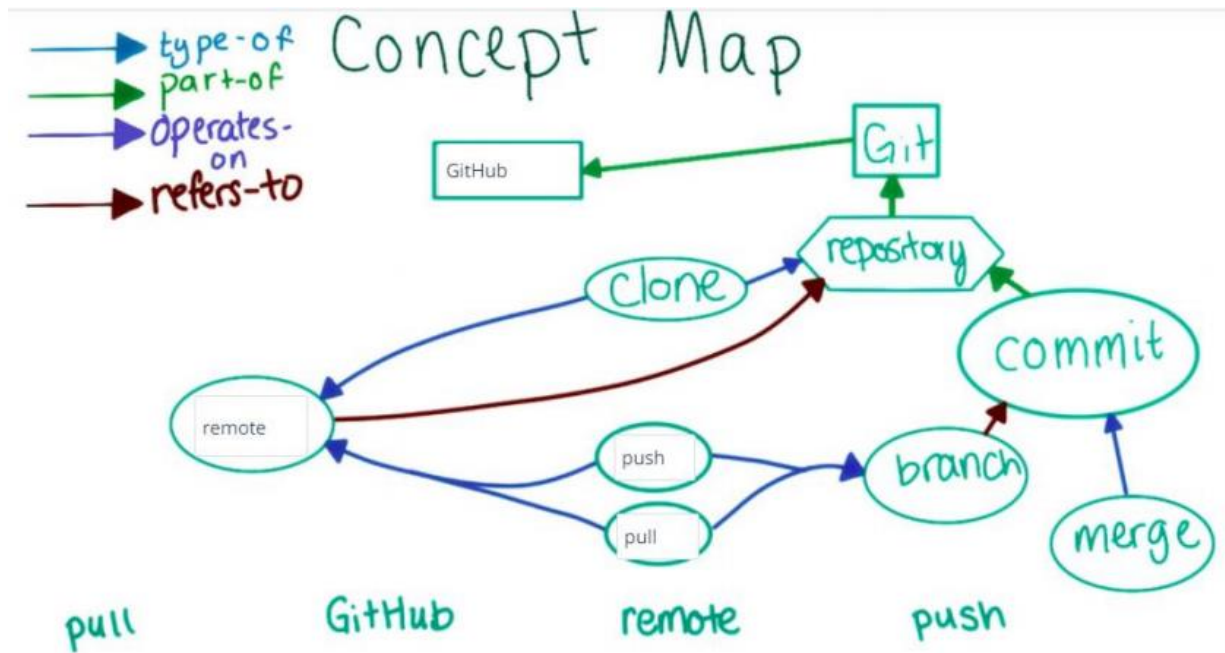 Concept Map
type-of
part-of
operates-
on
refers-to
Git
GitHub
repository
clone
commit
remote
push
branch
pull
merge
pull GitHub remote push